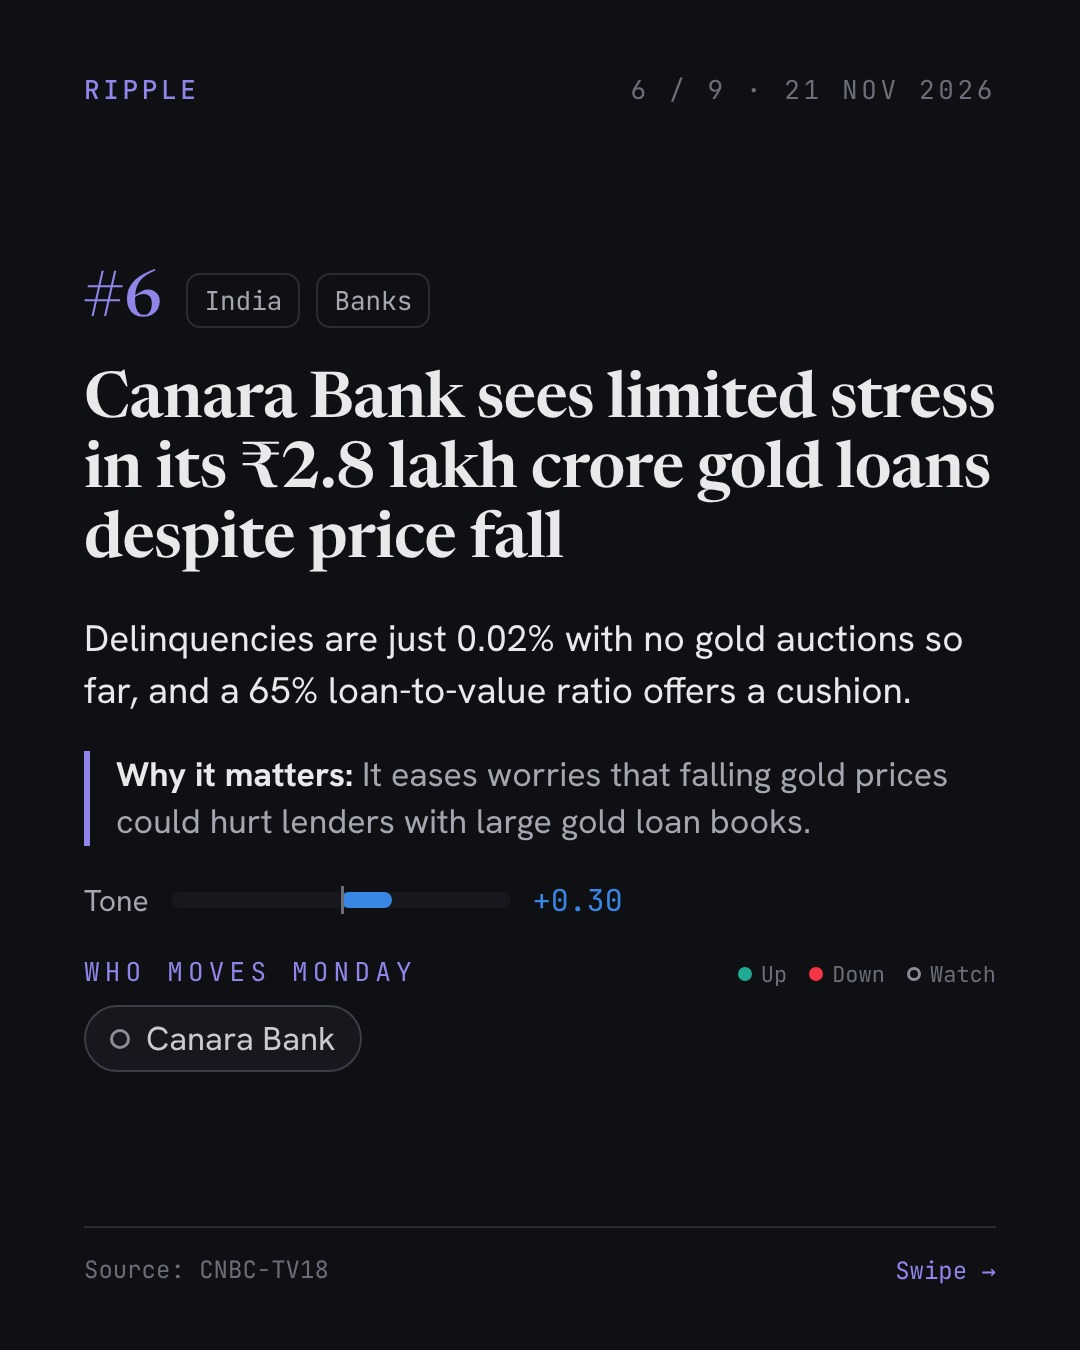 RIPPLE
6 / 9 · 21 NOV 2026
#6 India Banks
Canara Bank sees limited stress
in its ₹2.8 lakh crore gold loans
despite price fall
Delinquencies are just 0.02% with no gold auctions so
far, and a 65% loan-to-value ratio offers a cushion.
Why it matters: It eases worries that falling gold prices
could hurt lenders with large gold loan books.
Tone +0.30
WHO MOVES MONDAY
Up Down Watch
Canara Bank
Source: CNBC-TV18
Swipe →